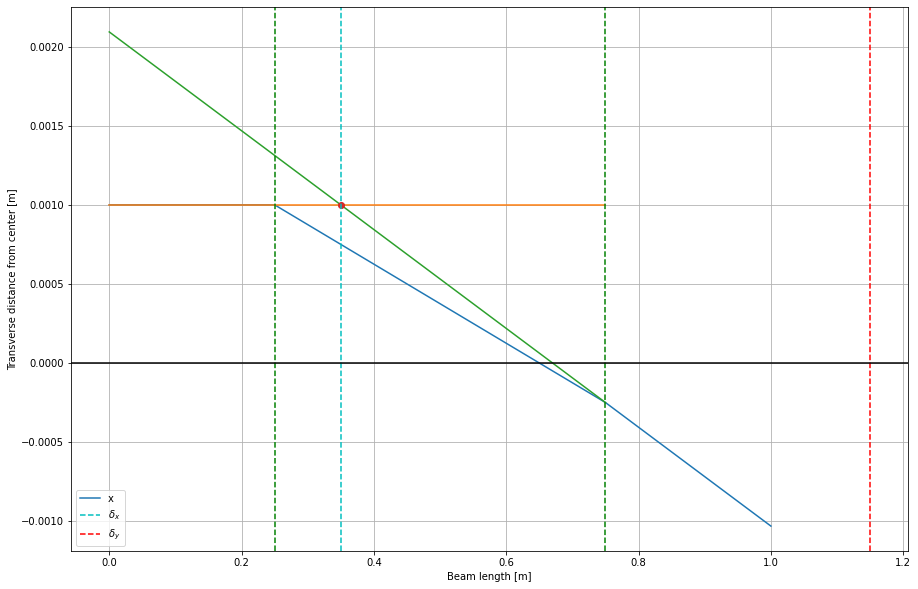 0.0020
0.0015
0.0010
0.0005
0.0000
−0.0005
−0.0010
Transverse distance from center [m]
x
δx
δy
0.0
0.2
0.4
0.6
0.8
1.0
1.2
Beam length [m]